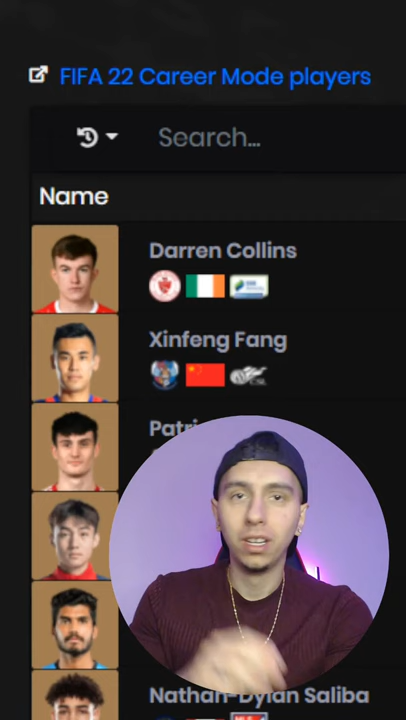 FIFA 22 Career Mode players
Search...
Name
Darren Collins
Xinfeng Fang
Nathan-Dylan Saliba